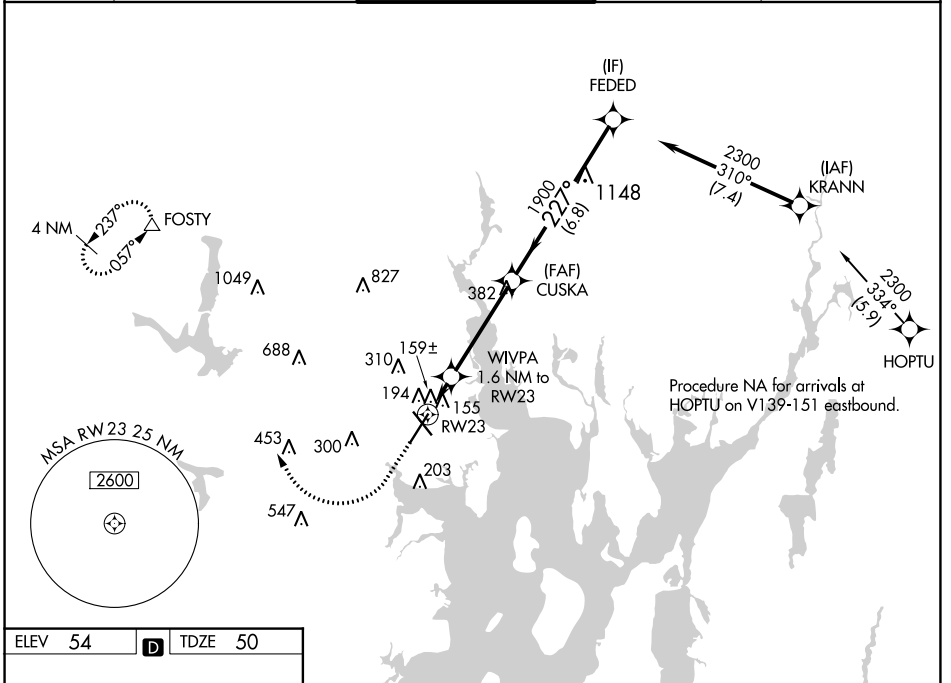 (IF)
FEDED
2300
310°
(7.4)
(IAF)
KRANN
1148
1900
227°
(6.8)
4 NM
237°
057°
FOSTY
1049
827
(FAF)
CUSKA
382
2300
334°
(5.9)
HOPTU
688
310
159±
WIVPA
1.6 NM to
RW23
194
155
RW23
Procedure NA for arrivals at
HOPTU on V139-151 eastbound.
453
300
203
547
MSA RW 23 25 NM
2600
ELEV 54 D TDZE 50